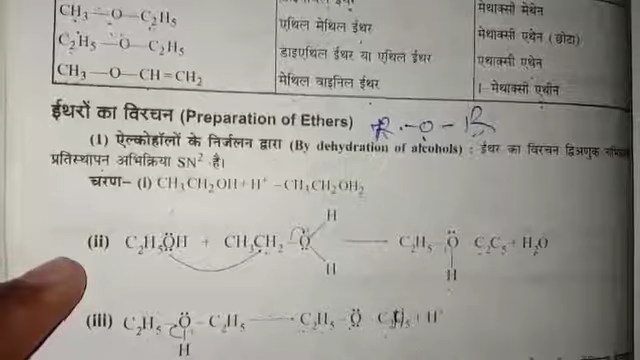 CH₃—O—C₂H₅ एथिल मेथिल ईथर मेथाक्सी मेथेन
C₂H₅—O—C₂H₅ डाइएथिल ईथर या एथिल ईथर मेथाक्सी एथेन (छोटा)
एथाक्सी एथेन
CH₃—O—CH=CH₂ मेथिल वाइनिल ईथर 1-मेथाक्सी एथीन
ईथरों का विरचन (Preparation of Ethers) R-O-R
(1) ऐल्कोहॉलों के निर्जलन द्वारा (By dehydration of alcohols) : ईथर का विरचन द्विअणुक
प्रतिस्थापन अभिक्रिया SN² है।
चरण– (I) CH₃CH₂OH + H⁺ –CH₃CH₂OH₂
H
(ii) C₂H₅ÖH + CH₃CH₂ –Ö —— C₂H₅ – Ö C₂C₅ + H₂O
H H
(iii) C₂H₅ – Ö – C₂H₅ ——→ C₂H₅ – Ö C₂H₅ + H⁺
H